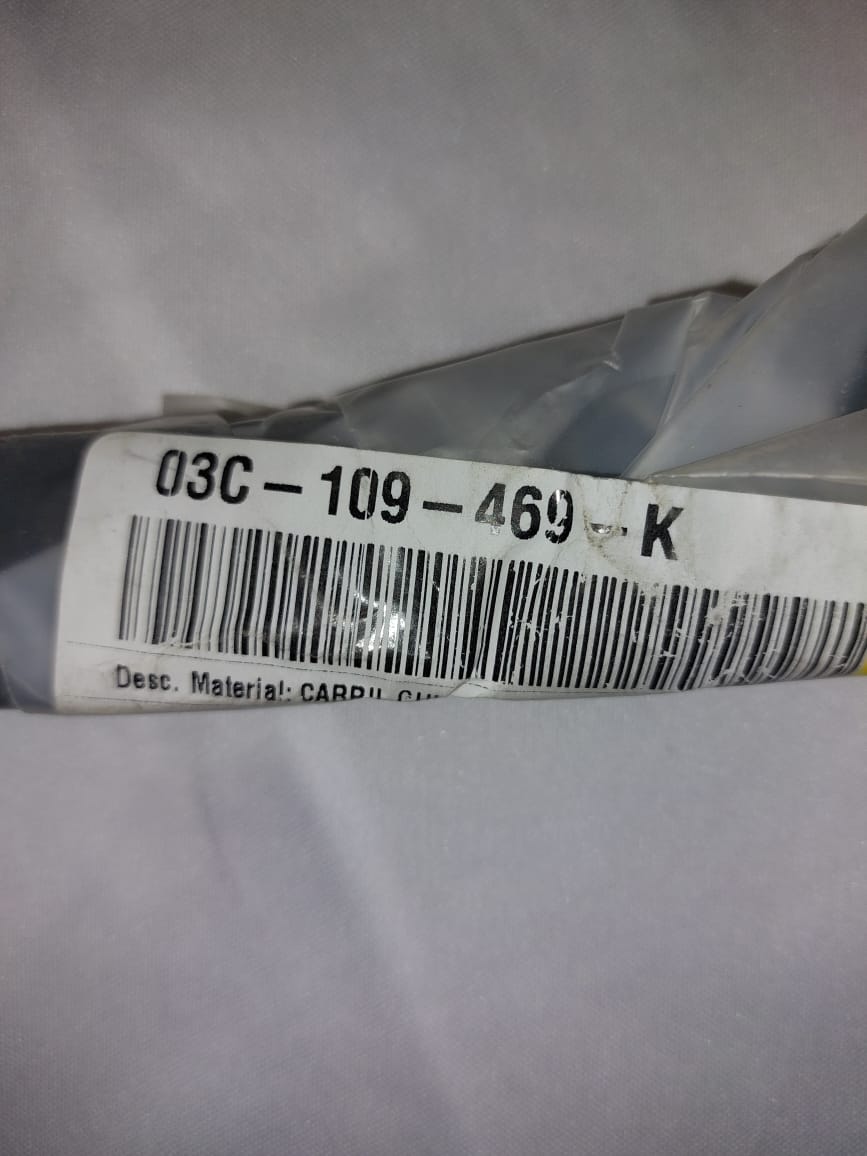 03C-109-469-K
Desc. Material: CARRIL